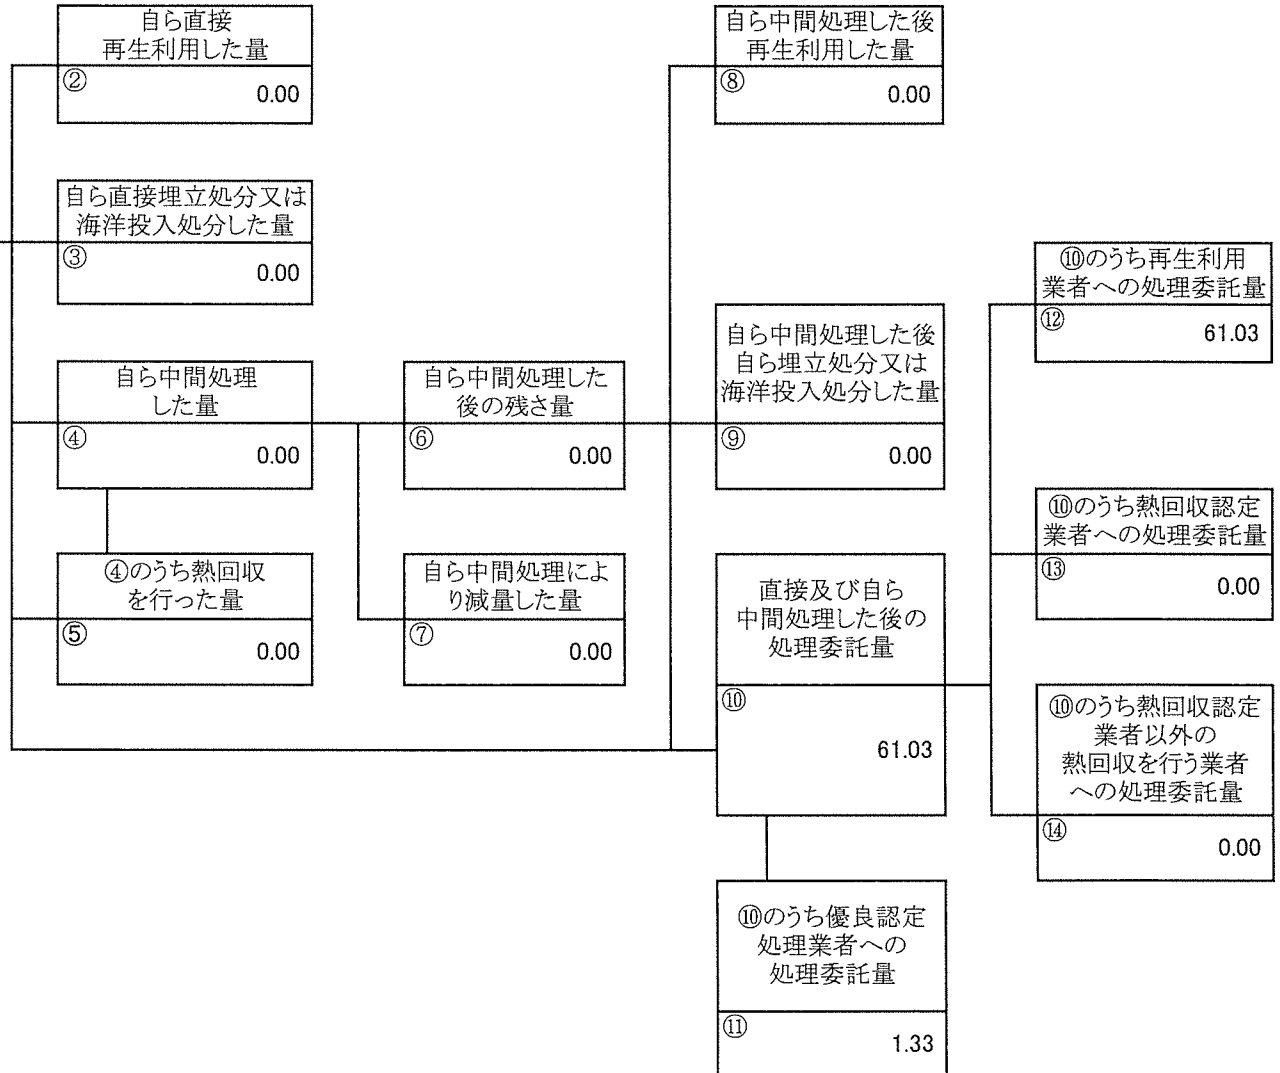 自ら直接
再生利用した量
②
0.00
自ら直接埋立処分又は
海洋投入処分した量
③
0.00
自ら中間処理
した量
④
0.00
④のうち熱回収
を行った量
⑤
0.00
自ら中間処理した
後の残さ量
⑥
0.00
自ら中間処理によ
り減量した量
⑦
0.00
自ら中間処理した後
再生利用した量
⑧
0.00
自ら中間処理した後
自ら埋立処分又は
海洋投入処分した量
⑨
0.00
直接及び自ら
中間処理した後の
処理委託量
⑩
61.03
⑩のうち優良認定
処理業者への
処理委託量
⑪
1.33
⑩のうち再生利用
業者への処理委託量
⑫
61.03
⑩のうち熱回収認定
業者への処理委託量
⑬
0.00
⑩のうち熱回収認定
業者以外の
熱回収を行う業者
への処理委託量
⑭
0.00